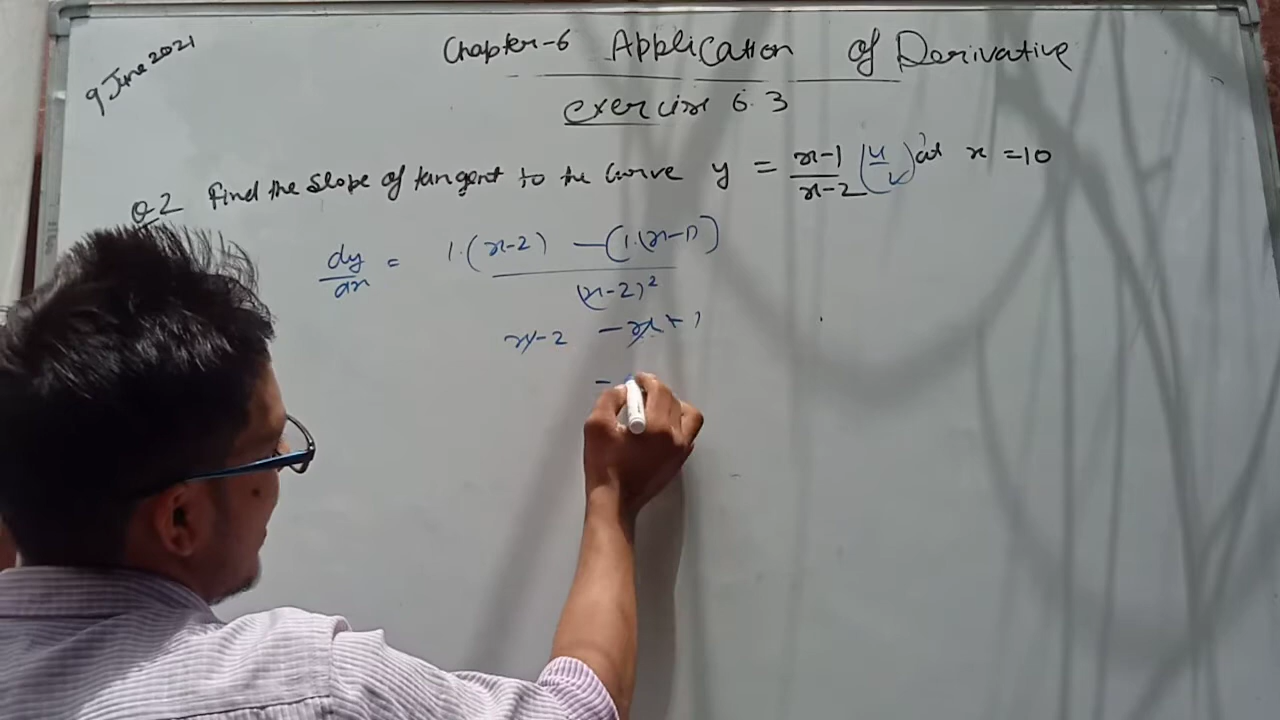 9 June 2021
Chapter-6 Application of Derivative
exercise 6.3
Q-2 Find the slope of tangent to the curve y = x-1/x-2 (u/v) at x = 10
dy/dx = 1.(x-2) -(1.(x-1))/(x-2)²
x-2 -x+1
-